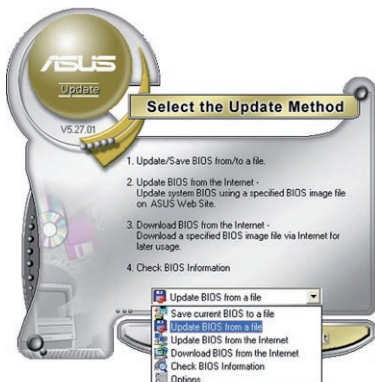 ASUS
Update
V5.27.01
Select the Update Method
1. Update/Save BIOS from/to a file.
2. Update BIOS from the Internet -
Update system BIOS using a specified BIOS image file
on ASUS Web Site.
3. Download BIOS from the Internet -
Download a specified BIOS image file via Internet for
later usage.
4. Check BIOS Information
Update BIOS from a file
Save current BIOS to a file
Update BIOS from a file
Update BIOS from the Internet
Download BIOS from the Internet
Check BIOS Information
Options